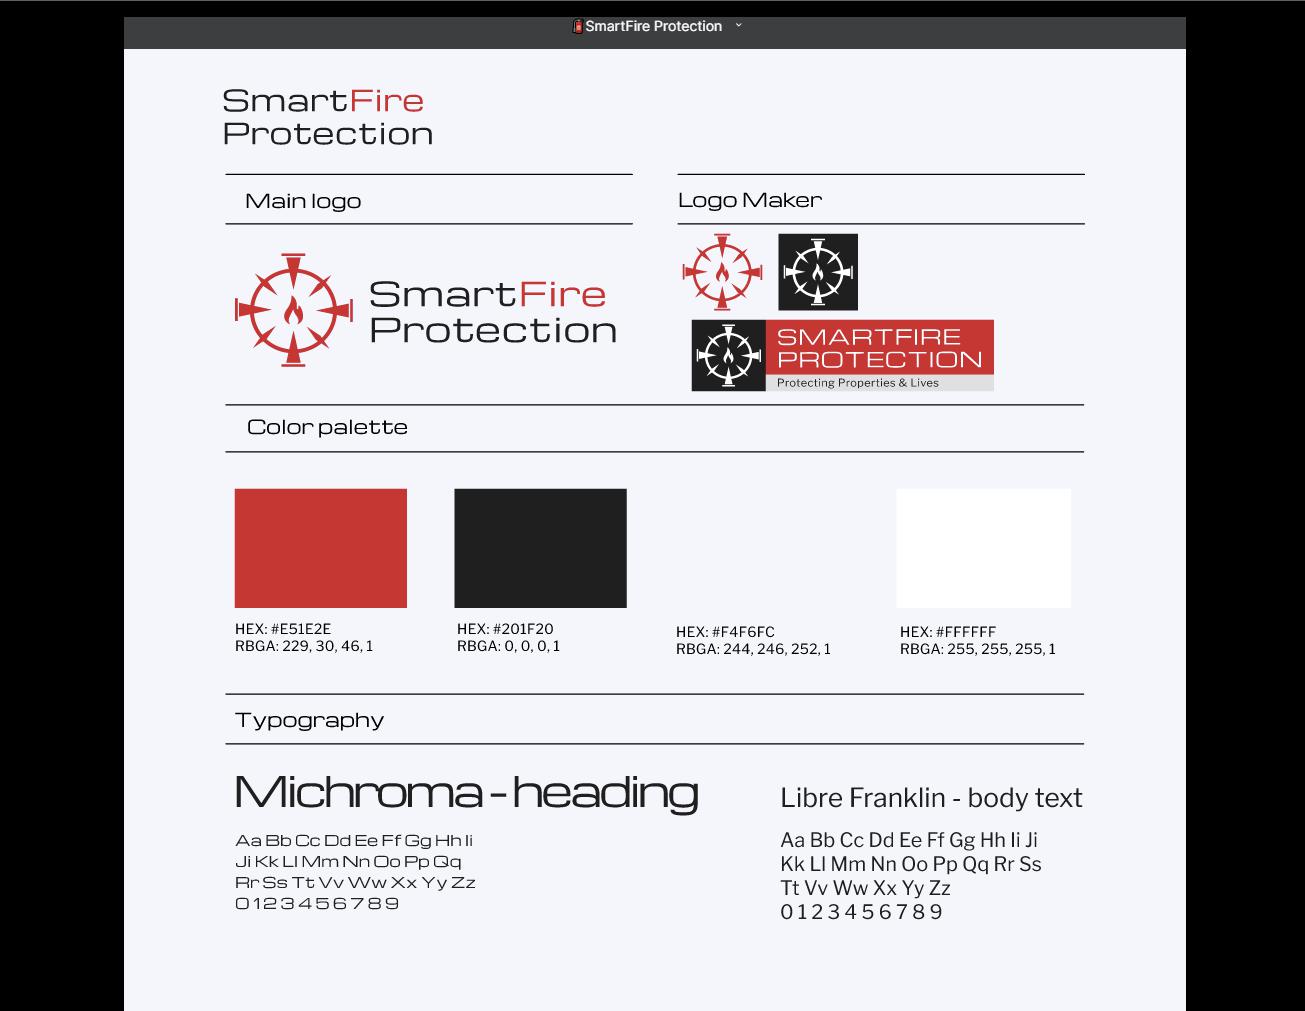 SmartFire Protection
SmartFire
Protection
Main logo
Logo Maker
SmartFire
Protection
SMARTFIRE
PROTECTION
Protecting Properties & Lives
Color palette
HEX: #E51E2E
RBGA: 229, 30, 46, 1
HEX: #201F20
RBGA: 0, 0, 0, 1
HEX: #F4F6FC
RBGA: 244, 246, 252, 1
HEX: #FFFFFF
RBGA: 255, 255, 255, 1
Typography
Michroma - heading
Aa Bb Cc Dd Ee Ff Gg Hh Ii
Ji Kk Ll Mm Nn Oo Pp Qq
Rr Ss Tt Vv Ww Xx Yy Zz
0 1 2 3 4 5 6 7 8 9
Libre Franklin - body text
Aa Bb Cc Dd Ee Ff Gg Hh Ii Ji
Kk Ll Mm Nn Oo Pp Qq Rr Ss
Tt Vv Ww Xx Yy Zz
0 1 2 3 4 5 6 7 8 9